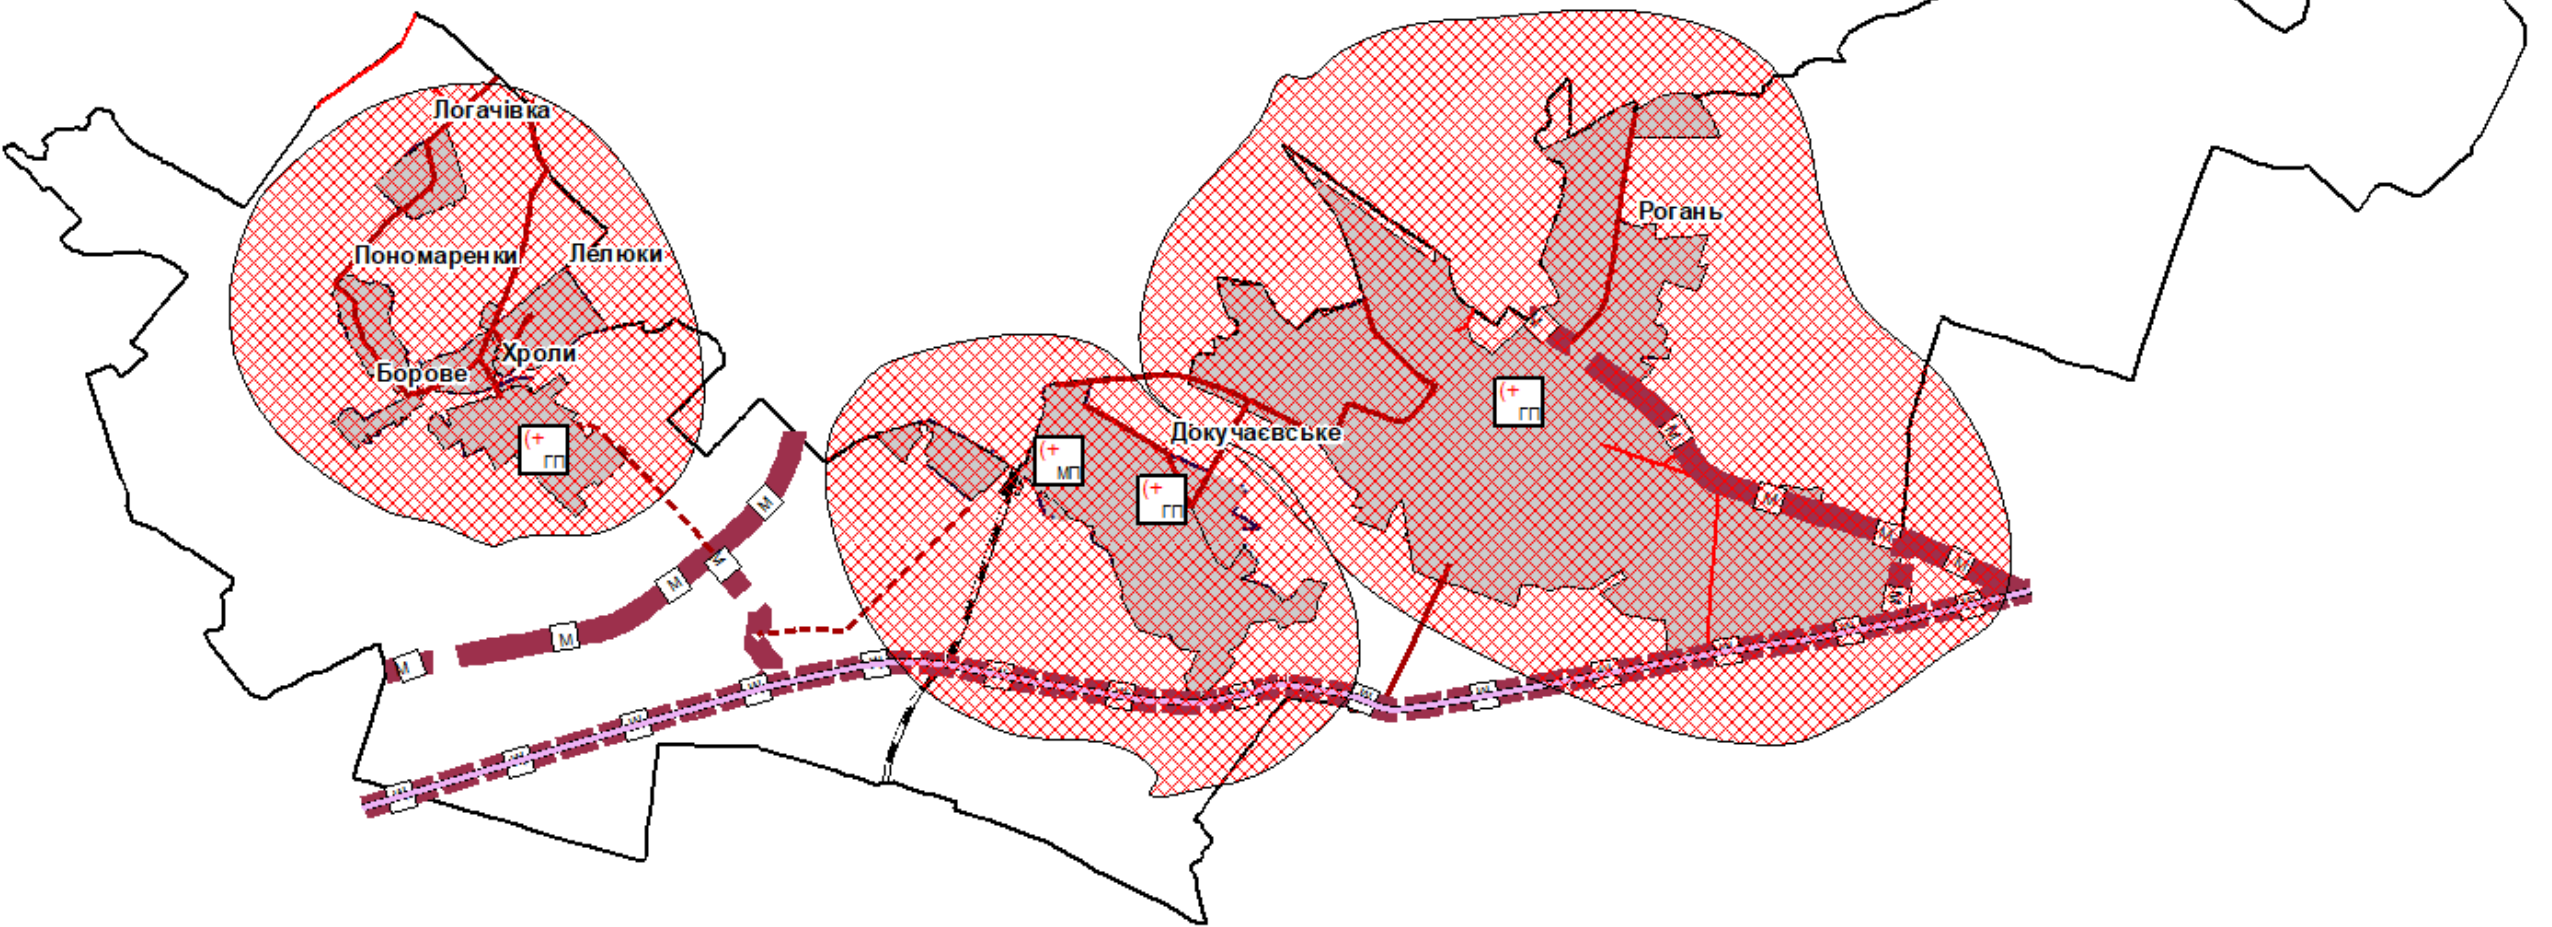 Логачівка
Рогань
Пономаренки
Лелюки
Хроли
Борове
(+
ГП
Докучаєвське
(+
ГП
(+
МП
(+
ГП
М
М
М
М
М
М
М
М
М
М
М